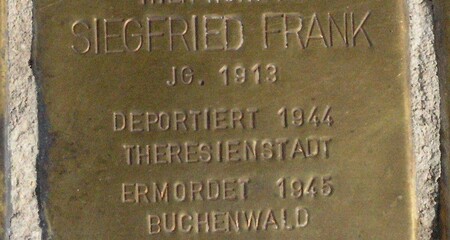 SIEGFRIED FRANK
JG. 1913
DEPORTIERT 1944
THERESIENSTADT
ERMORDET 1945
BUCHENWALD